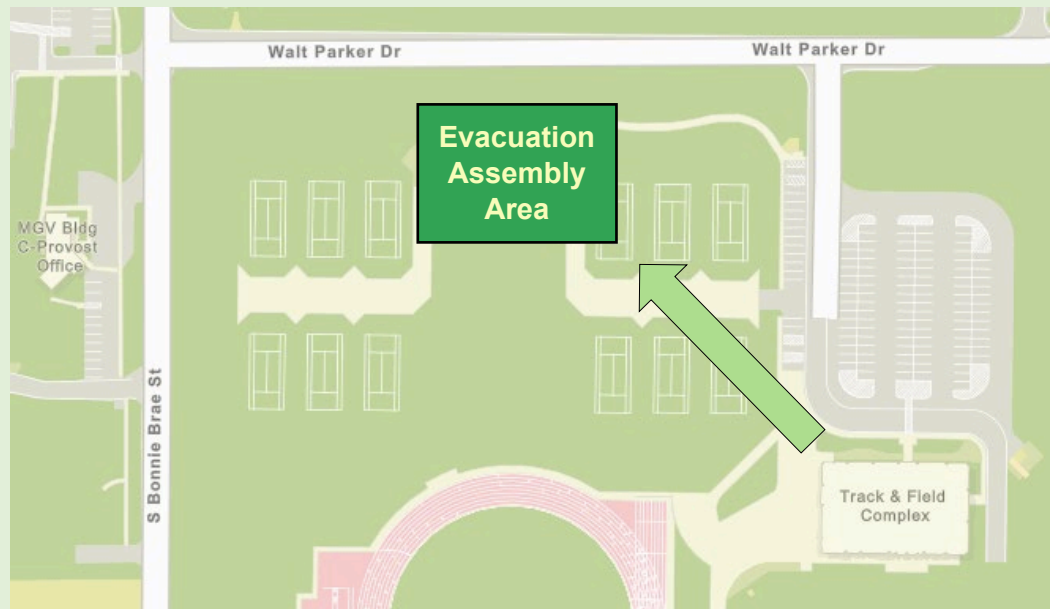 Walt Parker Dr
Walt Parker Dr
Evacuation
Assembly
Area
MGV Bldg
C-Provost
Office
S Bonnie Brae St
Track & Field
Complex